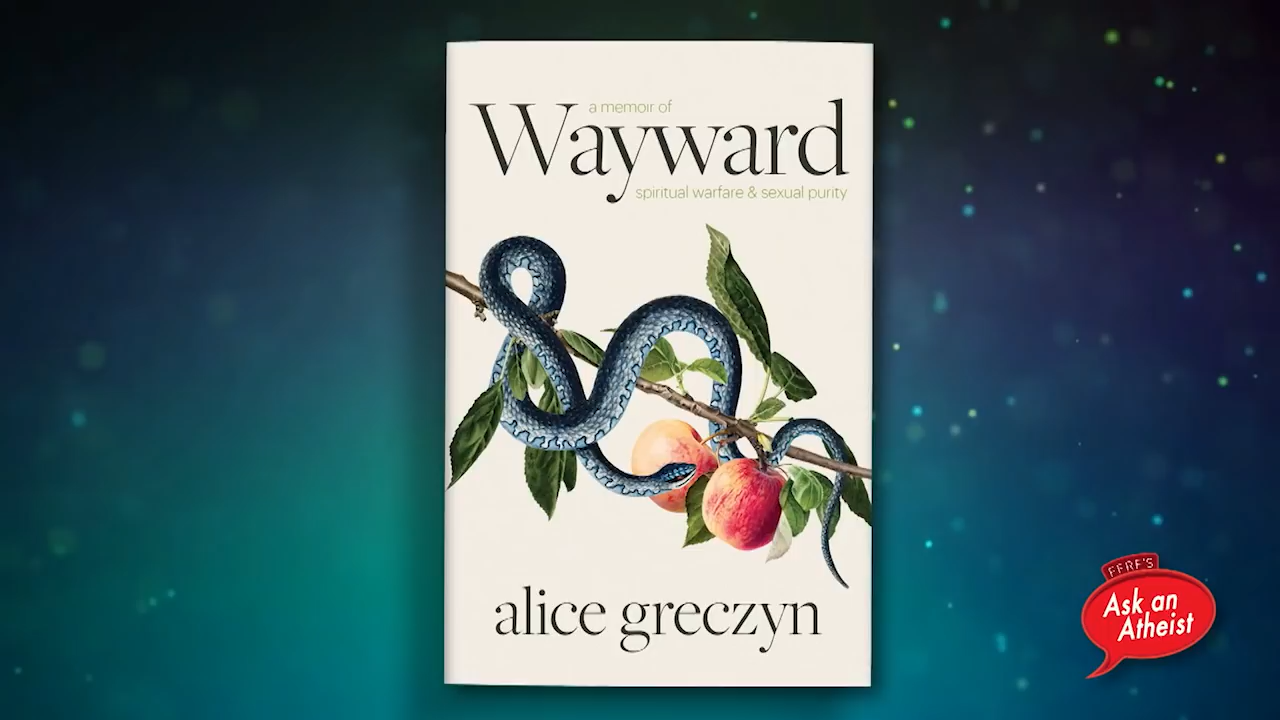 a memoir of
Wayward
spiritual warfare & sexual purity
alice greczyn
FFRF'S
Ask an
Atheist